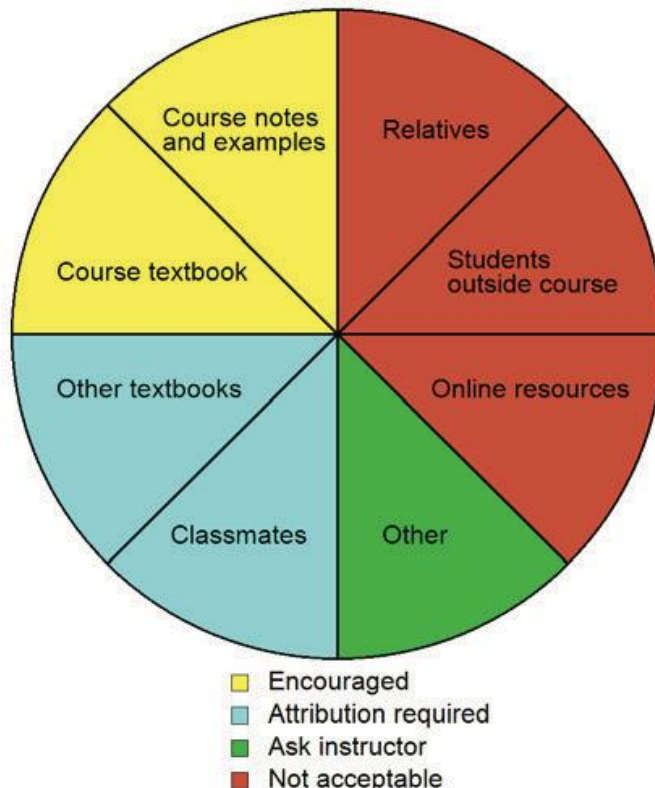 Course notes
and examples
Relatives
Course textbook
Students
outside course
Other textbooks
Online resources
Classmates
Other
Encouraged
Attribution required
Ask instructor
Not acceptable